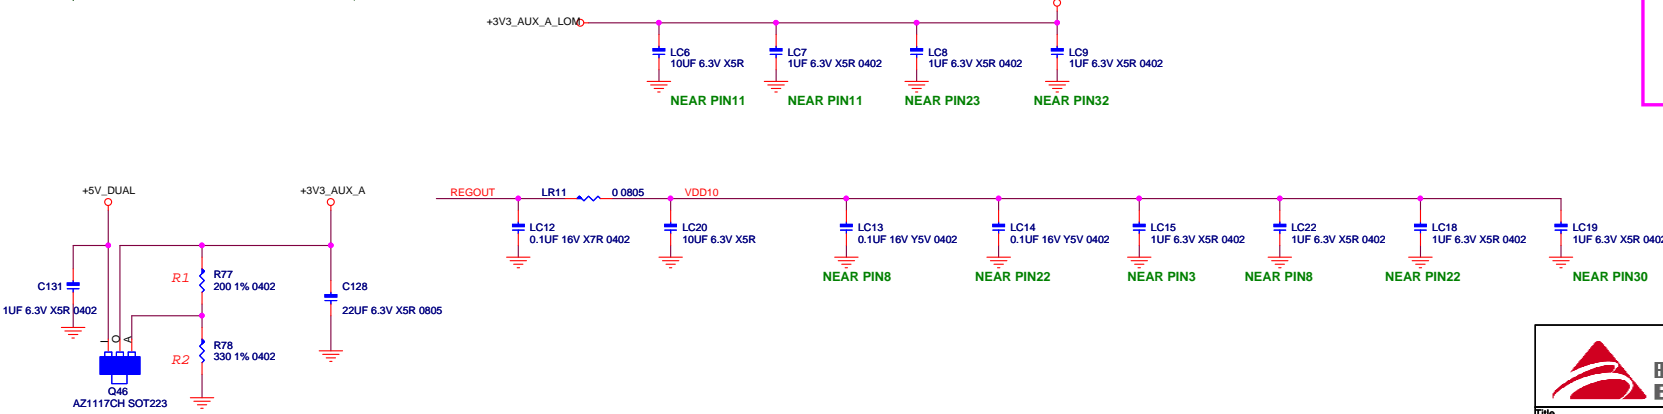 +3V3_AUX_A_LOM
LC6
10UF 6.3V X5R
LC7
1UF 6.3V X5R 0402
LC8
1UF 6.3V X5R 0402
LC9
1UF 6.3V X5R 0402
NEAR PIN11
NEAR PIN11
NEAR PIN23
NEAR PIN32
+5V_DUAL
+3V3_AUX_A
REGOUT
LR11
0 0805
VDD10
LC12
0.1UF 16V X7R 0402
LC20
10UF 6.3V X5R
LC13
0.1UF 16V Y5V 0402
LC14
0.1UF 16V Y5V 0402
LC15
1UF 6.3V X5R 0402
LC22
1UF 6.3V X5R 0402
LC18
1UF 6.3V X5R 0402
LC19
1UF 6.3V X5R 0402
NEAR PIN8
NEAR PIN22
NEAR PIN3
NEAR PIN8
NEAR PIN22
NEAR PIN30
C131
1UF 6.3V X5R 0402
R1
R77
200 1% 0402
C128
22UF 6.3V X5R 0805
I O A
R2
R78
330 1% 0402
Q46
AZ1117CH SOT223
Title